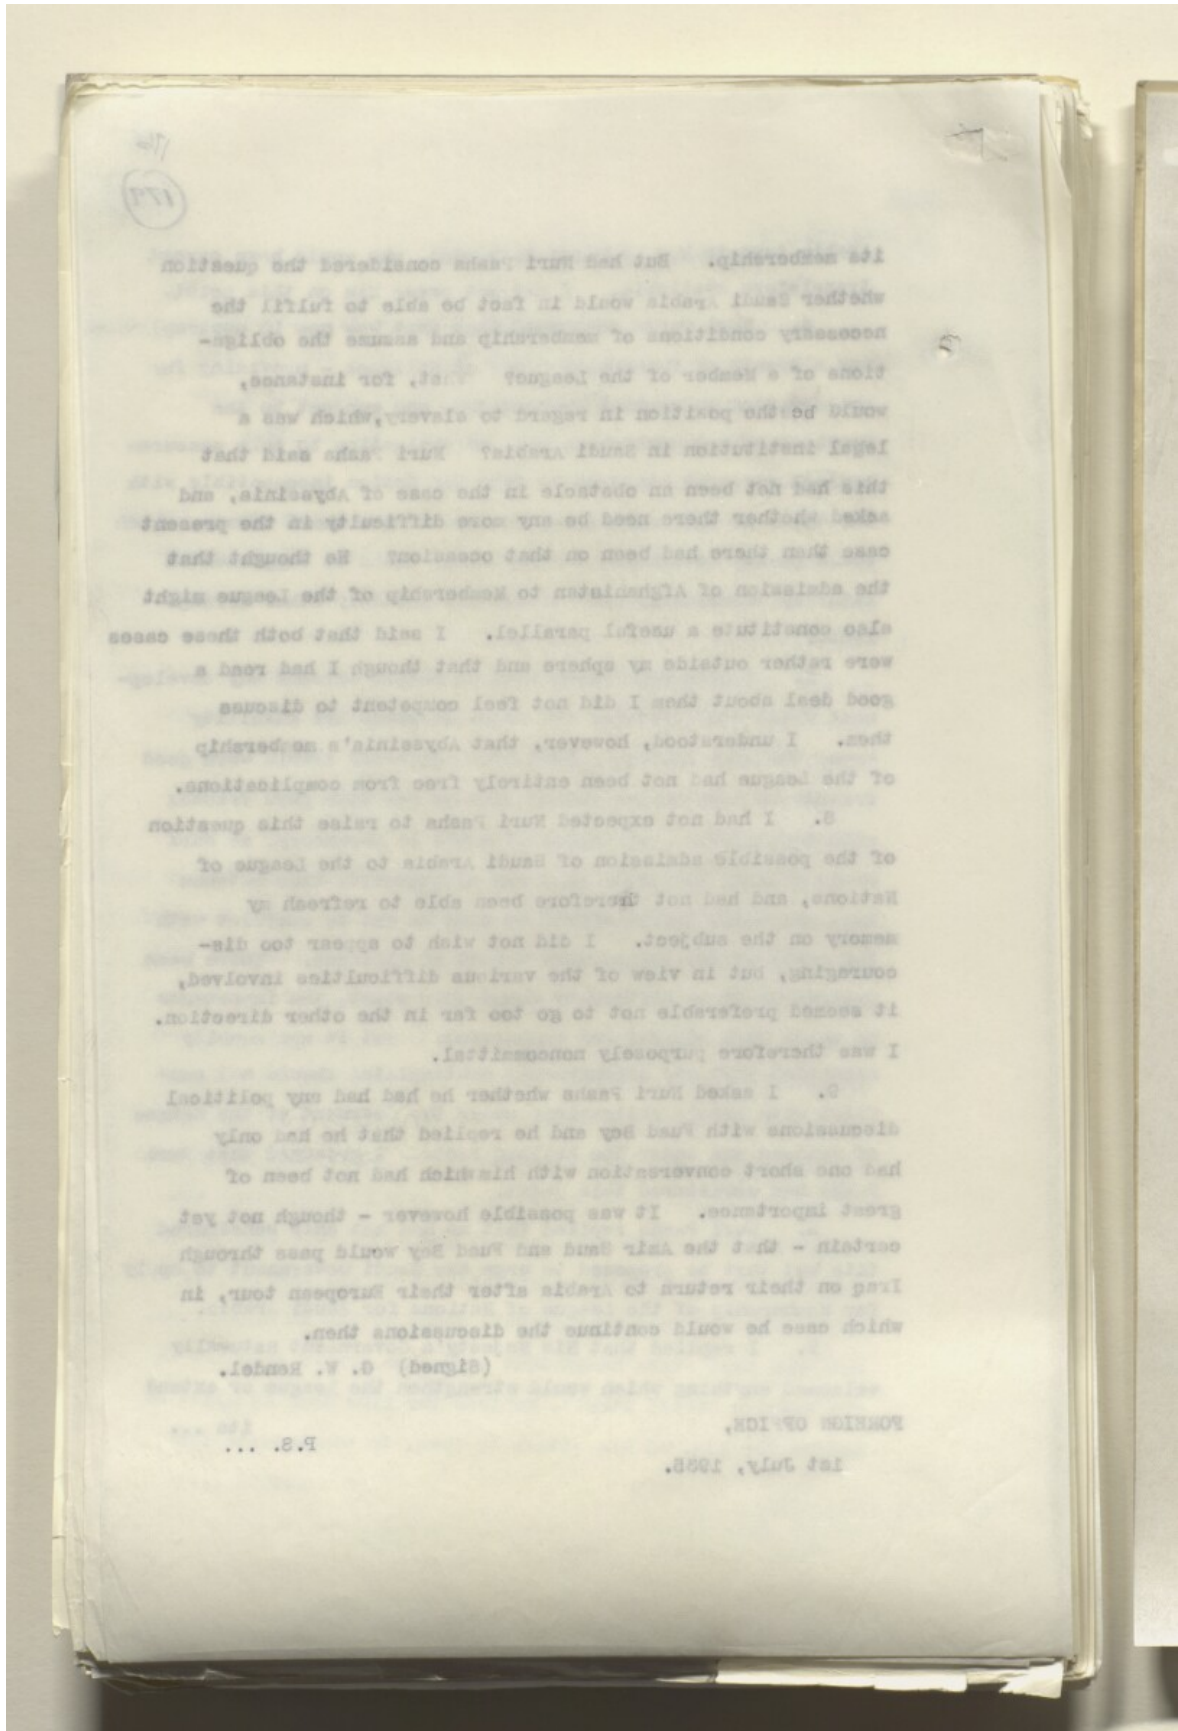 179
its membership. But had Nuri Pasha considered the question
whether Saudi Arabia would in fact be able to fulfil the
necessary conditions of membership and assume the obliga-
tions of a Member of the League? What, for instance,
would be the position in regard to slavery, which was a
legal institution in Saudi Arabia? Nuri Pasha said that
this had not been an obstacle in the case of Abyssinia, and
asked whether there need be any more difficulty in the present
case than there had been on that occasion? He thought that
the admission of Afghanistan to Membership of the League might
also constitute a useful parallel. I said that both these cases
were rather outside my sphere and that though I had read a
good deal about them I did not feel competent to discuss
them. I understood, however, that Abyssinia's membership
of the League had not been entirely free from complications.
8. I had not expected Nuri Pasha to raise this question
of the possible admission of Saudi Arabia to the League of
Nations, and had not therefore been able to refresh my
memory on the subject. I did not wish to appear too dis-
couraging, but in view of the various difficulties involved,
it seemed preferable not to go too far in the other direction.
I was therefore purposely noncommittal.
9. I asked Nuri Pasha whether he had had any political
discussions with Fuad Bey and he replied that he had only
had one short conversation with himwhich had not been of
great importance. It was possible however - though not yet
certain - that the Amir Saud and Fuad Bey would pass through
Iraq on their return to Arabia after their European tour, in
which case he would continue the discussions then.
(Signed) G. W. Rendel.
FOREIGN OFFICE,
P.S. ...
1st July, 1935.